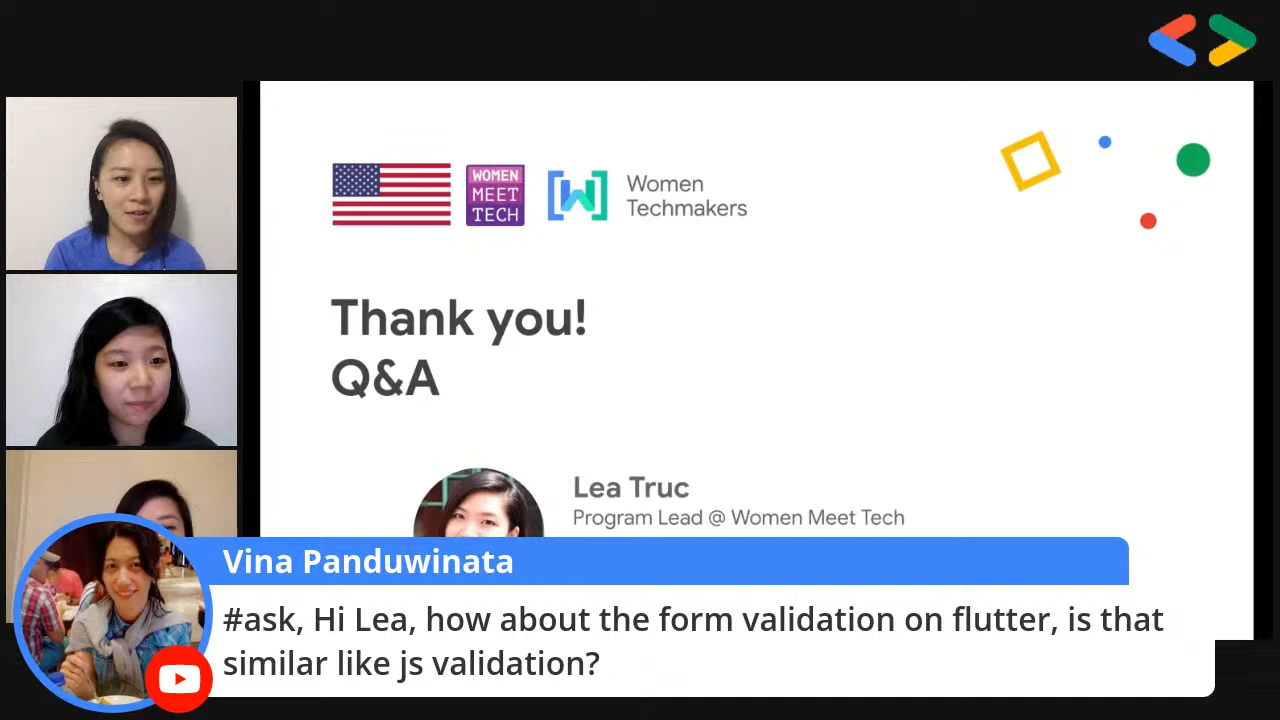 WOMEN
MEET
TECH
Women
Techmakers
Thank you!
Q&A
Lea Truc
Program Lead @ Women Meet Tech
Vina Panduwinata
#ask, Hi Lea, how about the form validation on flutter, is that
similar like js validation?